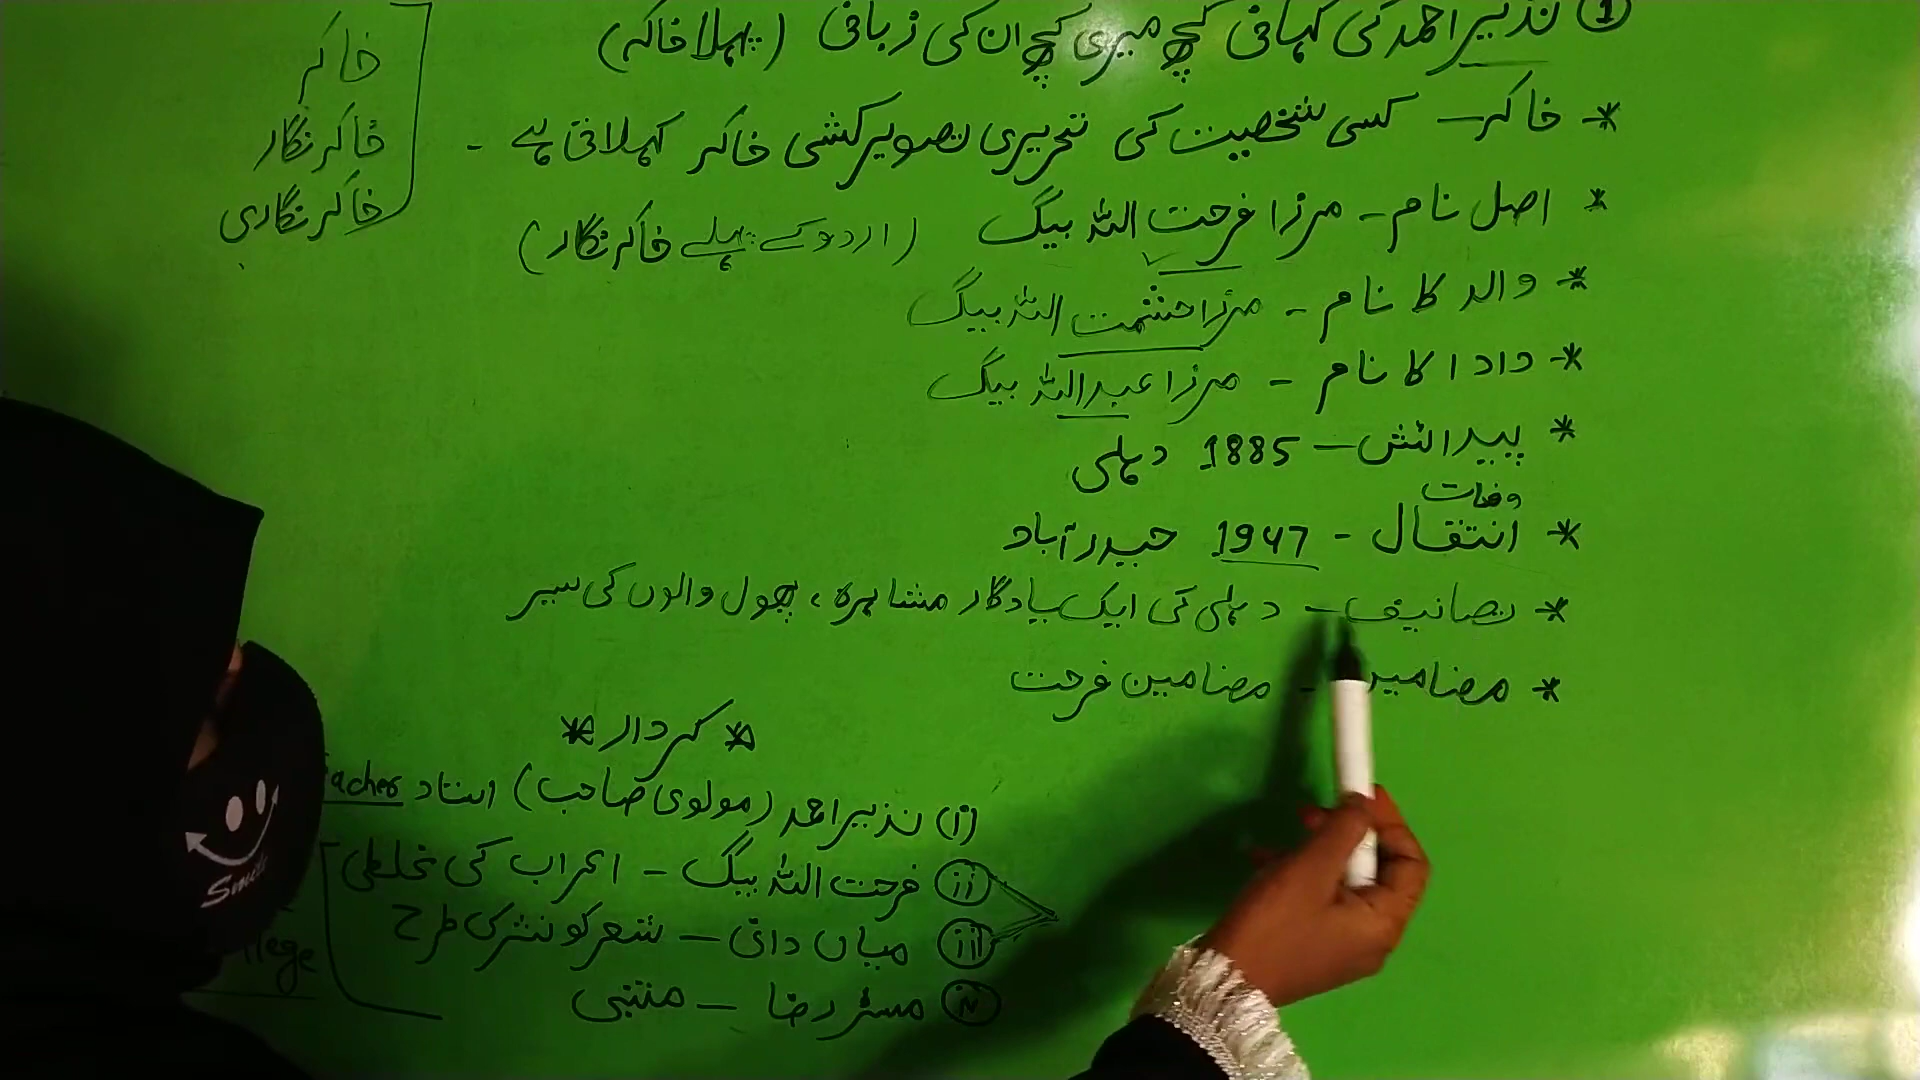 ① نذیر احمد کی کہانی کچھ میری کچھ ان کی زبانی (پہلا خاکہ)
* خاکہ – کسی شخصیت کی تحریری تصویر کشی خاکہ کہلاتی ہے -
* اصل نام – مرزا فرحت اللہ بیگ (اردو کے پہلے خاکہ نگار)
* والد کا نام – مرزا حشمت اللہ بیگ
* دادا کا نام – مرزا عبداللہ بیگ
* پیدائش – 1885 دہلی
وفات
* انتقال – 1947 حیدرآباد
* تصانیف – دہلی کی ایک یادگار مشاہرہ، پھول والوں کی سیر
* مضامین – مضامین فرحت
خاکہ
خاکہ نگار
خاکہ نگاری
* کردار *
(i) نذیر احمد (مولوی صاحب) استاد acher
(ii) فرحت اللہ بیگ – اعراب کی غلطی
(iii) میاں دانی – شعر کو نثر کی طرح
(iv) مسٹر رضا – متنبی
llege
Smile